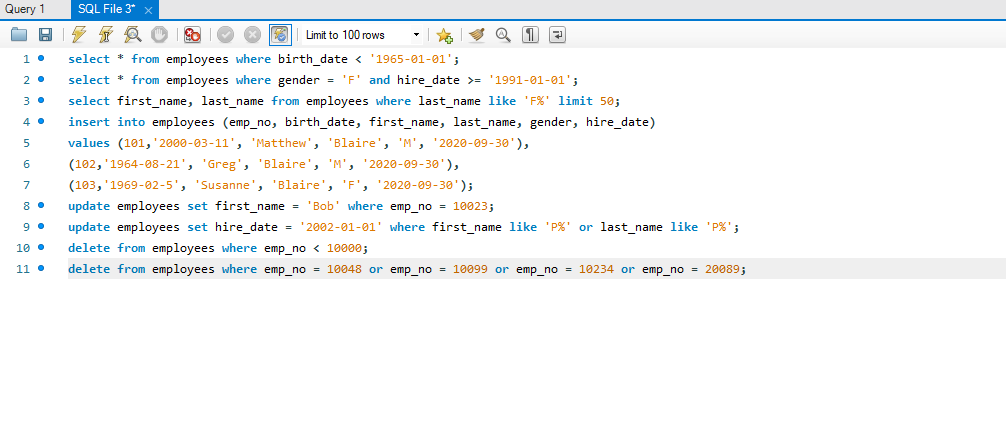 Query 1 SQL File 3*
Limit to 100 rows
1 select * from employees where birth_date < '1965-01-01';
2 select * from employees where gender = 'F' and hire_date >= '1991-01-01';
3 select first_name, last_name from employees where last_name like 'F%' limit 50;
4 insert into employees (emp_no, birth_date, first_name, last_name, gender, hire_date)
5 values (101,'2000-03-11', 'Matthew', 'Blaire', 'M', '2020-09-30'),
6 (102,'1964-08-21', 'Greg', 'Blaire', 'M', '2020-09-30'),
7 (103,'1969-02-5', 'Susanne', 'Blaire', 'F', '2020-09-30');
8 update employees set first_name = 'Bob' where emp_no = 10023;
9 update employees set hire_date = '2002-01-01' where first_name like 'P%' or last_name like 'P%';
10 delete from employees where emp_no < 10000;
11 delete from employees where emp_no = 10048 or emp_no = 10099 or emp_no = 10234 or emp_no = 20089;